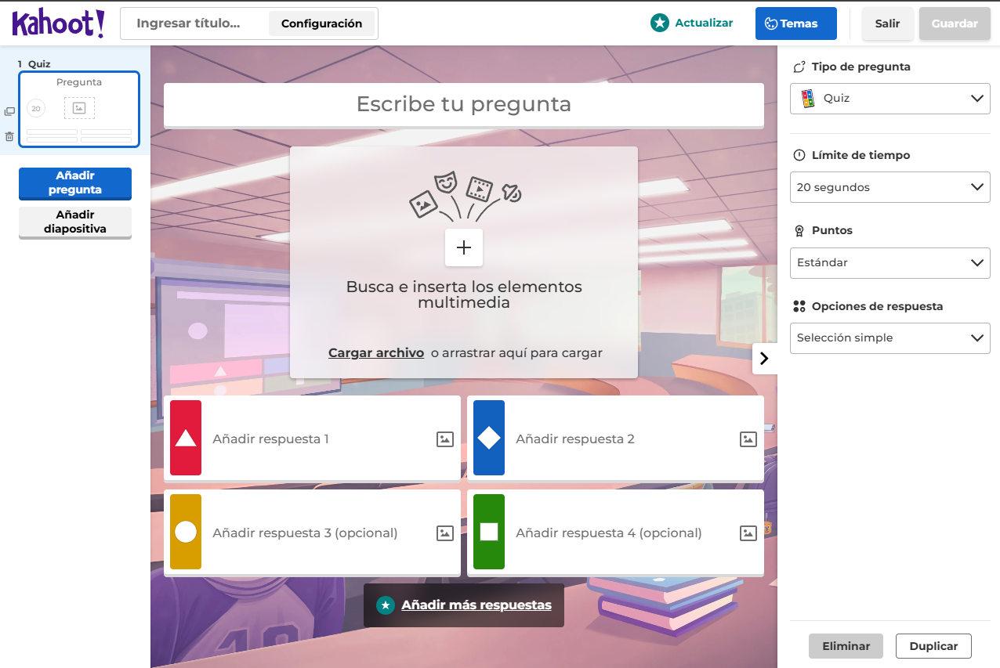 Kahoot!
Ingresar título...
Configuración
Actualizar
Temas
Salir
Guardar
1 Quiz
Pregunta
20
Añadir
pregunta
Añadir
diapositiva
Escribe tu pregunta
Busca e inserta los elementos
multimedia
Cargar archivo o arrastrar aquí para cargar
Añadir respuesta 1
Añadir respuesta 2
Añadir respuesta 3 (opcional)
Añadir respuesta 4 (opcional)
Añadir más respuestas
Tipo de pregunta
Quiz
Límite de tiempo
20 segundos
Puntos
Estándar
Opciones de respuesta
Selección simple
Eliminar
Duplicar